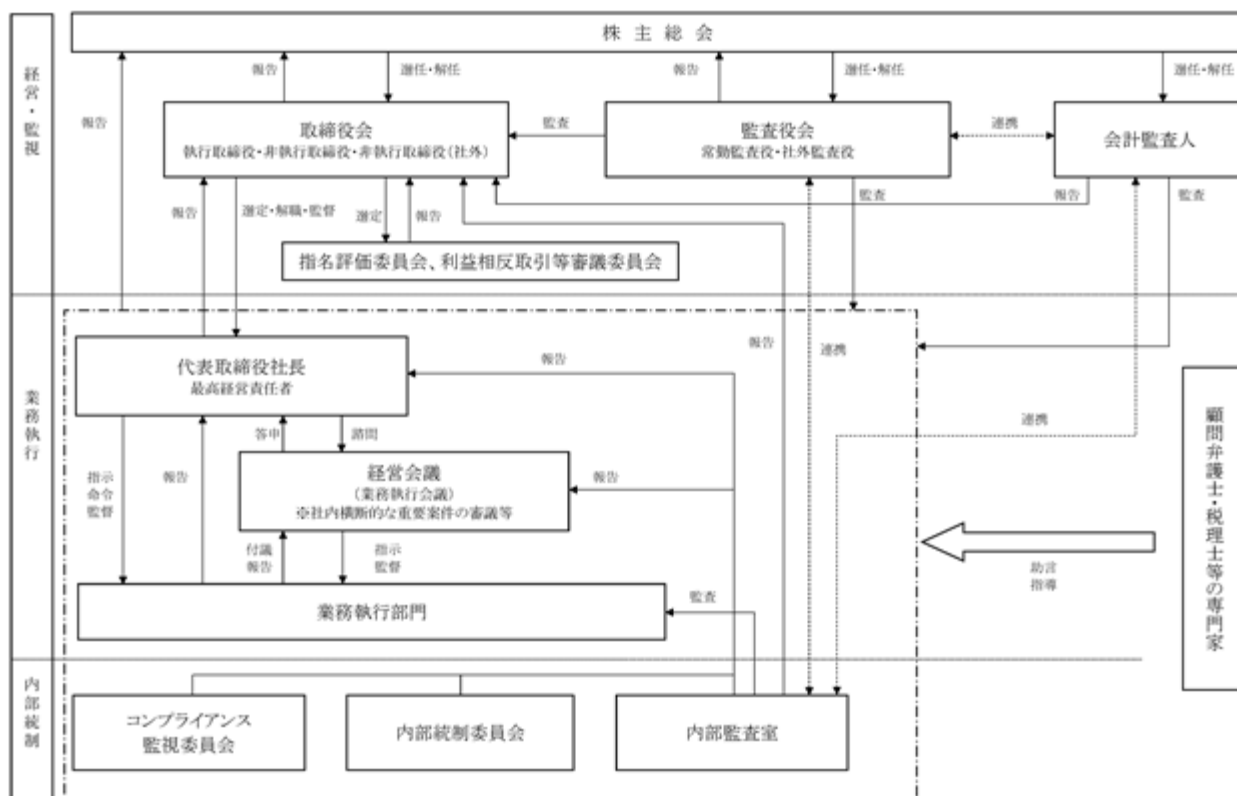 株主総会
経営・監視
報告
報告
選任・解任
報告
選任・解任
選任・解任
取締役会
執行取締役・非執行取締役・非執行取締役(社外)
監査
監査役会
常勤監査役・社外監査役
連携
会計監査人
報告
選定・解職・監督
選定
報告
監査
報告
監査
指名評価委員会、利益相反取引等審議委員会
業務執行
代表取締役社長
最高経営責任者
報告
報告
連携
答申
諮問
連携
指示
命令
監督
報告
経営会議
(業務執行会議)
※社内横断的な重要案件の審議等
報告
付議
報告
指示
監督
助言
指導
顧問弁護士・税理士等の専門家
業務執行部門
監査
内部統制
コンプライアンス
監視委員会
内部統制委員会
内部監査室